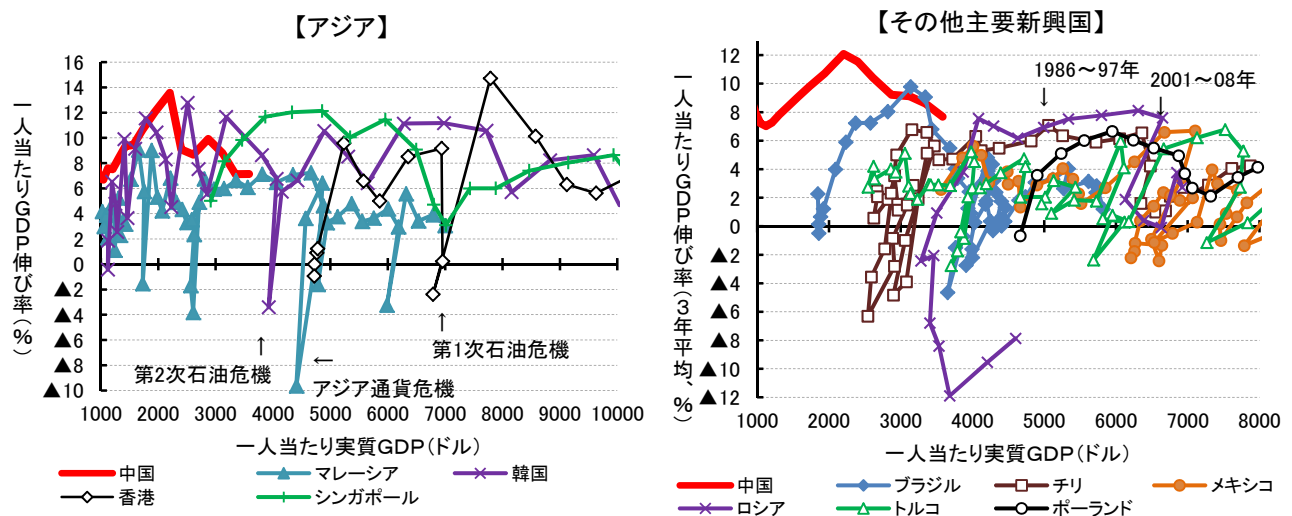 【アジア】
一人当たりGDP伸び率(%)
16
14
12
10
8
6
4
2
0
▲2
▲4
▲6
▲8
▲10
第1次石油危機
第2次石油危機
アジア通貨危機
↑
←
↑
1000 2000 3000 4000 5000 6000 7000 8000 9000 10000
一人当たり実質GDP(ドル)
中国 マレーシア 韓国
香港 シンガポール
【その他主要新興国】
一人当たりGDP伸び率(3年平均、%)
12
10
8
6
4
2
0
▲2
▲4
▲6
▲8
▲10
▲12
1986～97年
↓
2001～08年
↓
1000 2000 3000 4000 5000 6000 7000 8000
一人当たり実質GDP(ドル)
中国 ブラジル チリ メキシコ
ロシア トルコ ポーランド